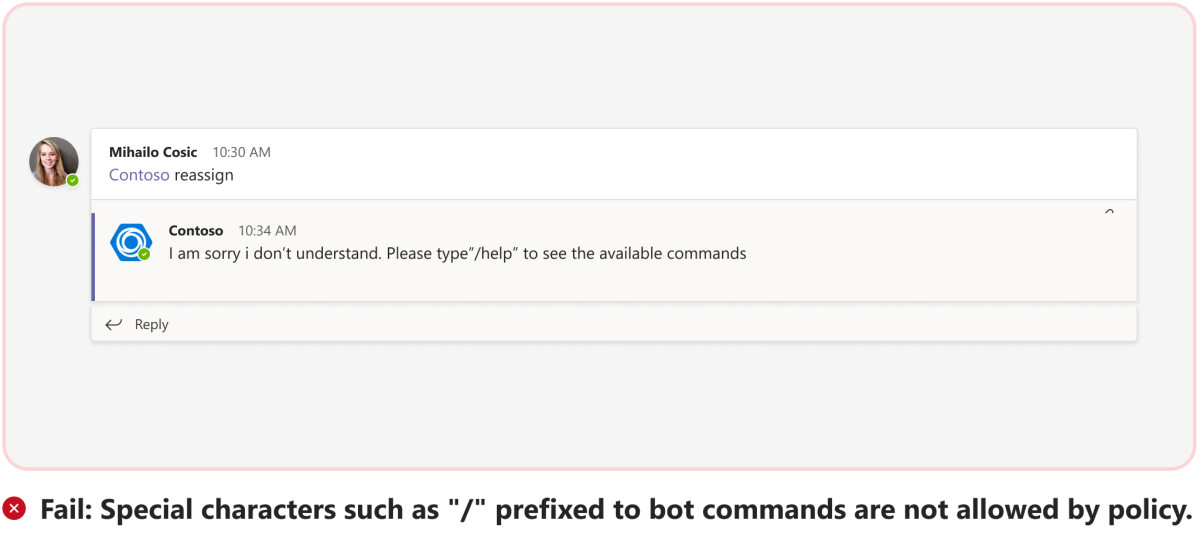 Mihailo Cosic 10:30 AM
Contoso reassign
Contoso 10:34 AM
I am sorry i don’t understand. Please type”/help” to see the available commands
Reply
Fail: Special characters such as "/" prefixed to bot commands are not allowed by policy.